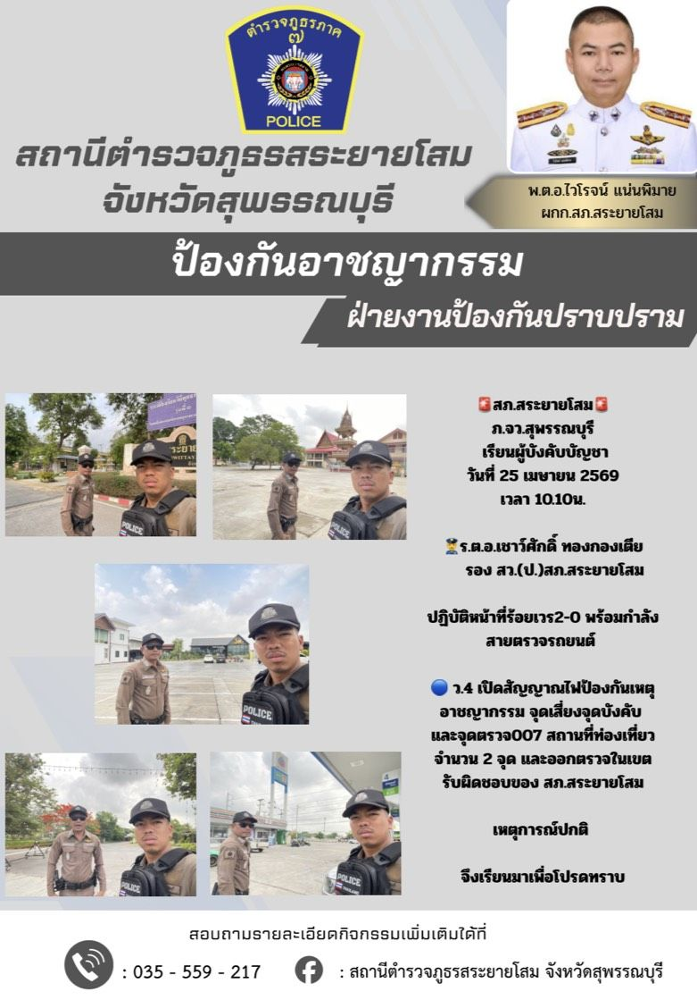 ตำรวจภูธรภาค
๗
POLICE
สถานีตำรวจภูธรสระยายโสม
จังหวัดสุพรรณบุรี
พ.ต.อ.ไวโรจน์ แน่นพิมาย
ผกก.สภ.สระยายโสม
ป้องกันอาชญากรรม
ฝ่ายงานป้องกันปราบปราม
🚨สภ.สระยายโสม🚨
ภ.จว.สุพรรณบุรี
เรียนผู้บังคับบัญชา
วันที่ 25 เมษายน 2569
เวลา 10.10น.
👮ร.ต.อ.เชาว์ศักดิ์ ทองกองเตีย
รอง สว.(ป.)สภ.สระยายโสม
ปฏิบัติหน้าที่ร้อยเวร2-0 พร้อมกำลัง
สายตรวจรถยนต์
🔵 ว.4 เปิดสัญญาณไฟป้องกันเหตุ
อาชญากรรม จุดเสี่ยงจุดบังคับ
และจุดตรวจ007 สถานที่ท่องเที่ยว
จำนวน 2 จุด และออกตรวจในเขต
รับผิดชอบของ สภ.สระยายโสม
เหตุการณ์ปกติ
จึงเรียนมาเพื่อโปรดทราบ
POLICE
POLICE
POLICE
THAILAND
POLICE
POLICE
THAILAND
สอบถามรายละเอียดกิจกรรมเพิ่มเติมได้ที่
: 035 - 559 - 217
: สถานีตำรวจภูธรสระยายโสม จังหวัดสุพรรณบุรี